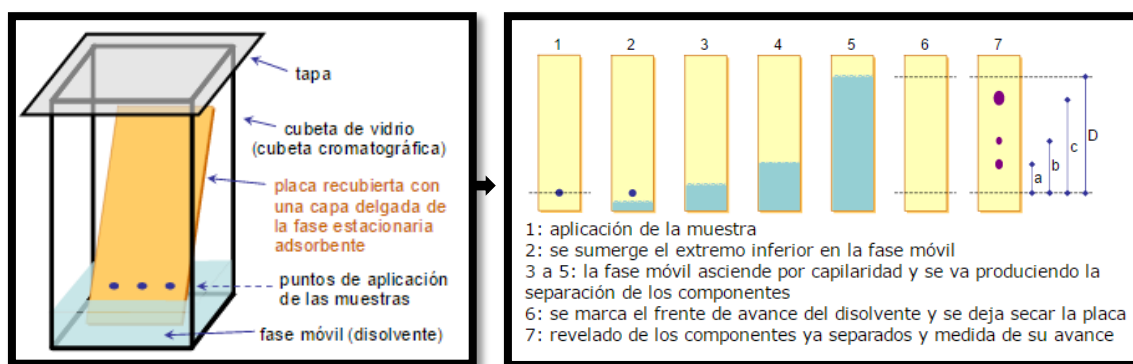 tapa
cubeta de vidrio
(cubeta cromatográfica)
placa recubierta con
una capa delgada de
la fase estacionaria
adsorbente
puntos de aplicación
de las muestras
fase móvil (disolvente)
1 2 3 4 5 6 7
a b c D
1: aplicación de la muestra
2: se sumerge el extremo inferior en la fase móvil
3 a 5: la fase móvil asciende por capilaridad y se va produciendo la
separación de los componentes
6: se marca el frente de avance del disolvente y se deja secar la placa
7: revelado de los componentes ya separados y medida de su avance